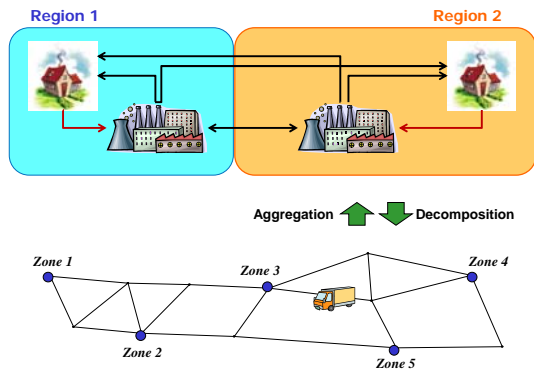 Region 1
Region 2
Aggregation
Decomposition
Zone 1
Zone 3
Zone 4
Zone 2
Zone 5